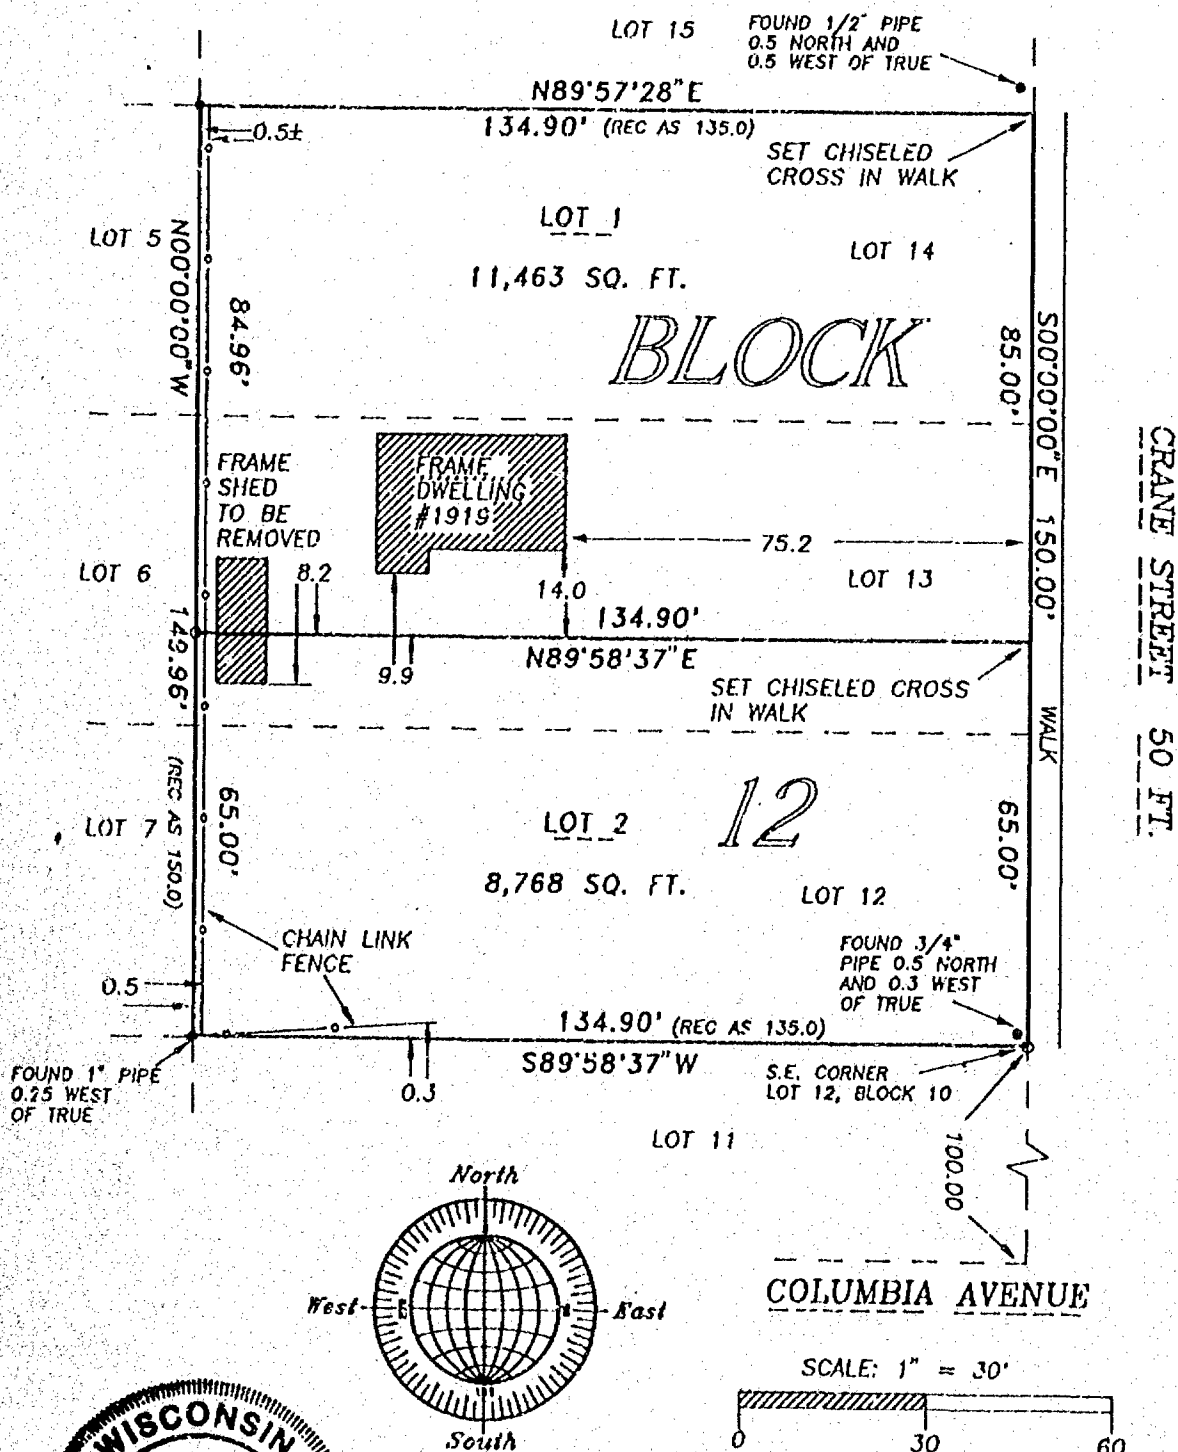 LOT 15
FOUND 1/2" PIPE
0.5 NORTH AND
0.5 WEST OF TRUE
N89°57'28"E
134.90' (REC AS 135.0)
0.5±
SET CHISELED
CROSS IN WALK
LOT 1
11,463 SQ. FT.
LOT 14
LOT 5
N00°00'00"W
84.96'
BLOCK
85.00'
S00°00'00"E 150.00'
CRANE STREET 50 FT.
FRAME
SHED
TO BE
REMOVED
FRAME
DWELLING
#1919
75.2
LOT 6
8.2
14.0
LOT 13
134.90'
N89°58'37"E
9.9
149.96' (REC AS 150.0)
SET CHISELED CROSS
IN WALK
WALK
12
LOT 7
65.00'
LOT 2
8,768 SQ. FT.
65.00'
LOT 12
CHAIN LINK
FENCE
FOUND 3/4"
PIPE 0.5 NORTH
AND 0.3 WEST
OF TRUE
0.5
134.90' (REC AS 135.0)
S89°58'37"W
FOUND 1" PIPE
0.25 WEST
OF TRUE
0.3
S.E. CORNER
LOT 12, BLOCK 10
LOT 11
100.00
North
West
East
South
COLUMBIA AVENUE
SCALE: 1" = 30'
0 30 60
WISCONSIN